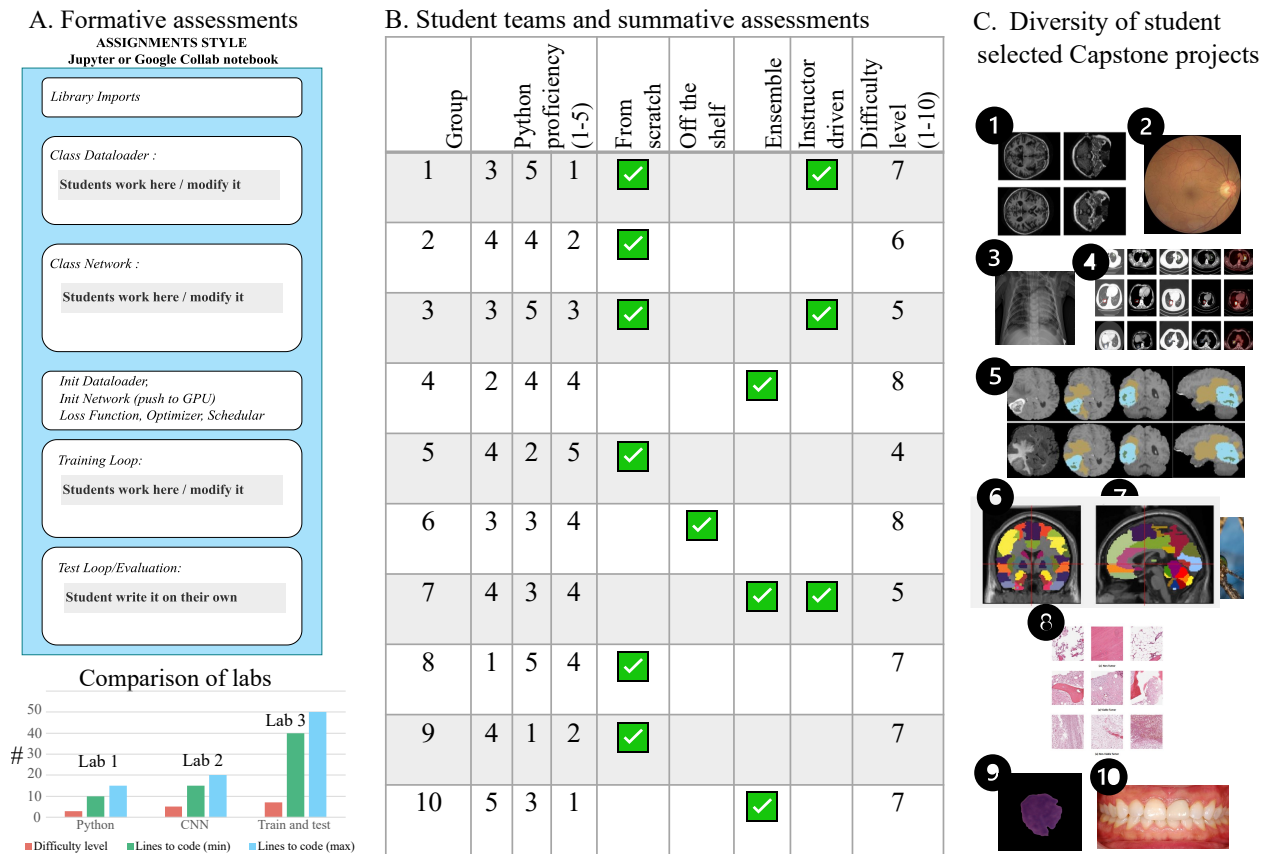 A. Formative assessments
ASSIGNMENTS STYLE
Jupyter or Google Collab notebook
Library Imports
Class Dataloader :
Students work here / modify it
Class Network :
Students work here / modify it
Init Dataloader,
Init Network (push to GPU)
Loss Function, Optimizer, Schedular
Training Loop:
Students work here / modify it
Test Loop/Evaluation:
Student write it on their own
Comparison of labs
50
40
30
20
10
0
#
Lab 1
Lab 2
Lab 3
Python
CNN
Train and test
Difficulty level
Lines to code (min)
Lines to code (max)
B. Student teams and summative assessments
Group
Python
proficiency
(1-5)
From
scratch
Off the
shelf
Ensemble
Instructor
driven
Difficulty
level
(1-10)
1 3 5 1 7
2 4 4 2 6
3 3 5 3 5
4 2 4 4 8
5 4 2 5 4
6 3 3 4 8
7 4 3 4 5
8 1 5 4 7
9 4 1 2 7
10 5 3 1 7
C. Diversity of student
selected Capstone projects
1
2
3
4
5
6
7
8
9
10